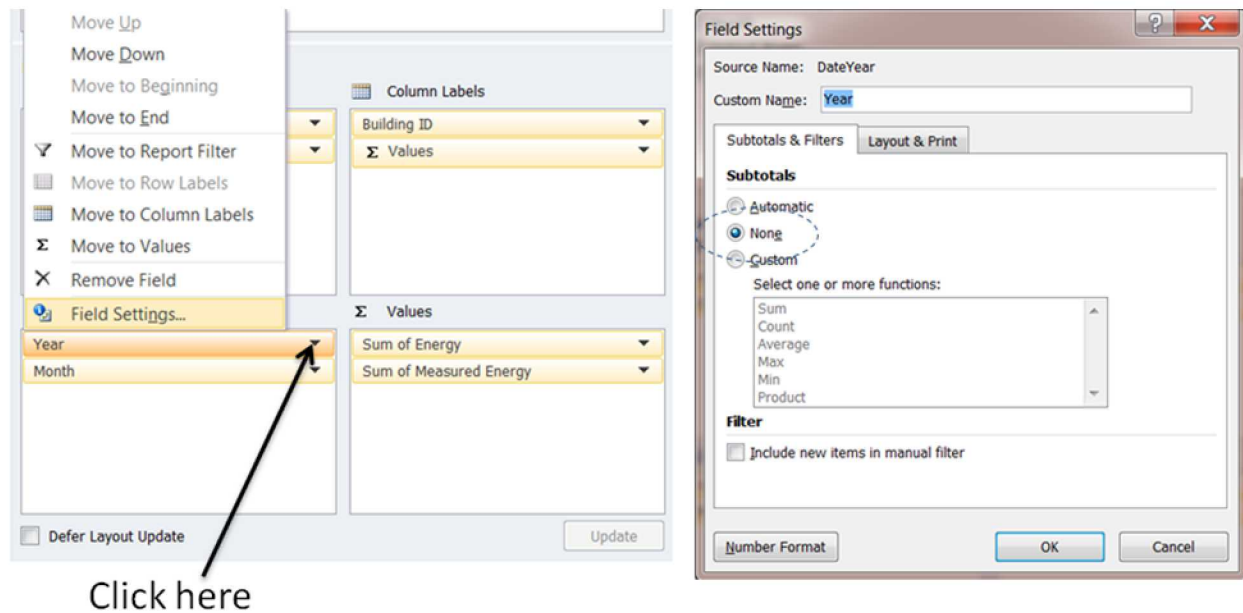 Move Up
Move Down
Move to Beginning
Move to End
Move to Report Filter
Move to Row Labels
Move to Column Labels
Σ Move to Values
Remove Field
Field Settings...
Column Labels
Building ID
Σ Values
Year
Month
Σ Values
Sum of Energy
Sum of Measured Energy
Defer Layout Update
Update
Click here
Field Settings
Source Name: DateYear
Custom Name: Year
Subtotals & Filters Layout & Print
Subtotals
Automatic
None
Custom
Select one or more functions:
Sum
Count
Average
Max
Min
Product
Filter
Include new items in manual filter
Number Format
OK
Cancel